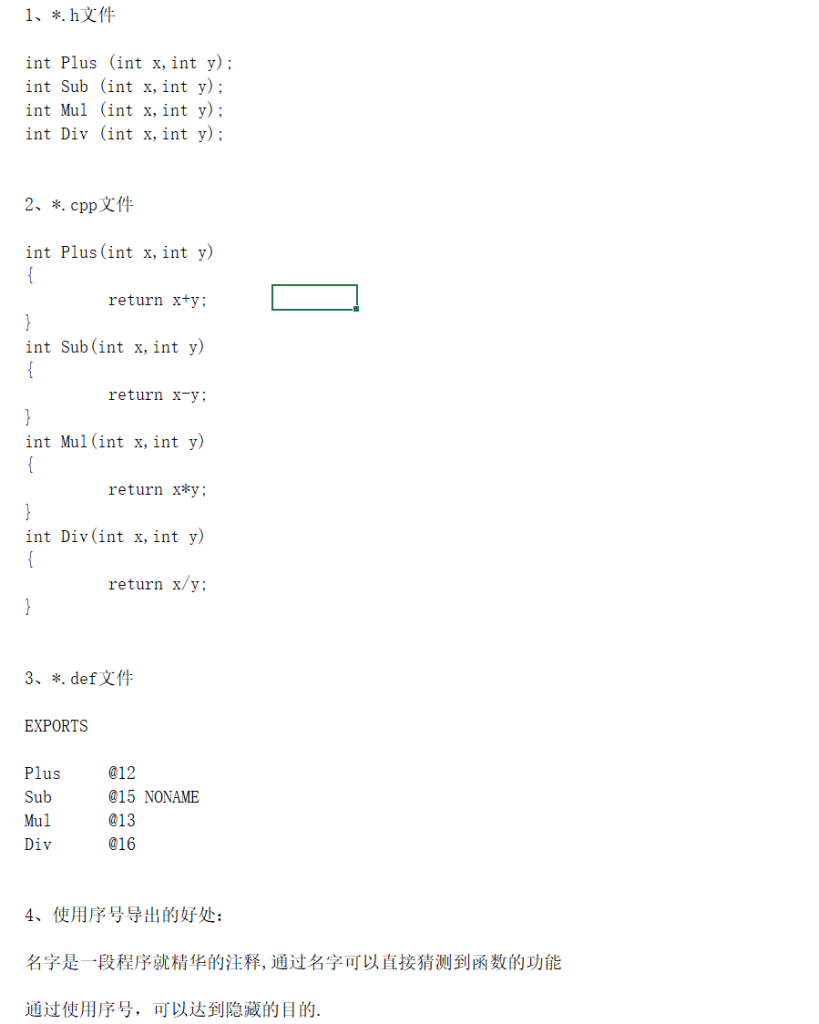 1、*.h文件
int Plus (int x,int y);
int Sub (int x,int y);
int Mul (int x,int y);
int Div (int x,int y);
2、*.cpp文件
int Plus(int x,int y)
{
return x+y;
}
int Sub(int x,int y)
{
return x-y;
}
int Mul(int x,int y)
{
return x*y;
}
int Div(int x,int y)
{
return x/y;
}
3、*.def文件
EXPORTS
Plus @12
Sub @15 NONAME
Mul @13
Div @16
4、使用序号导出的好处：
名字是一段程序就精华的注释,通过名字可以直接猜测到函数的功能
通过使用序号，可以达到隐藏的目的.